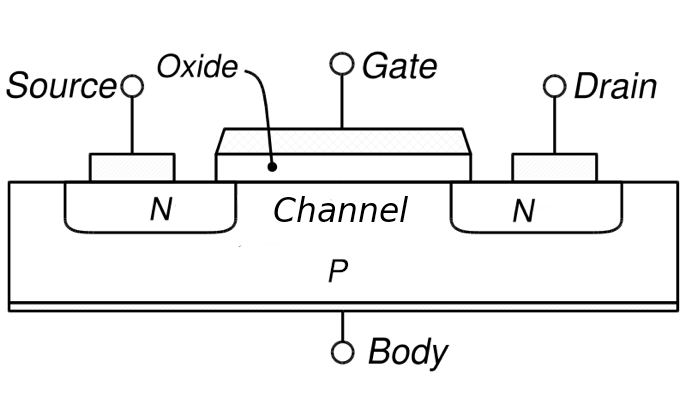 Oxide
Gate
Source
Drain
N
Channel
N
P
Body